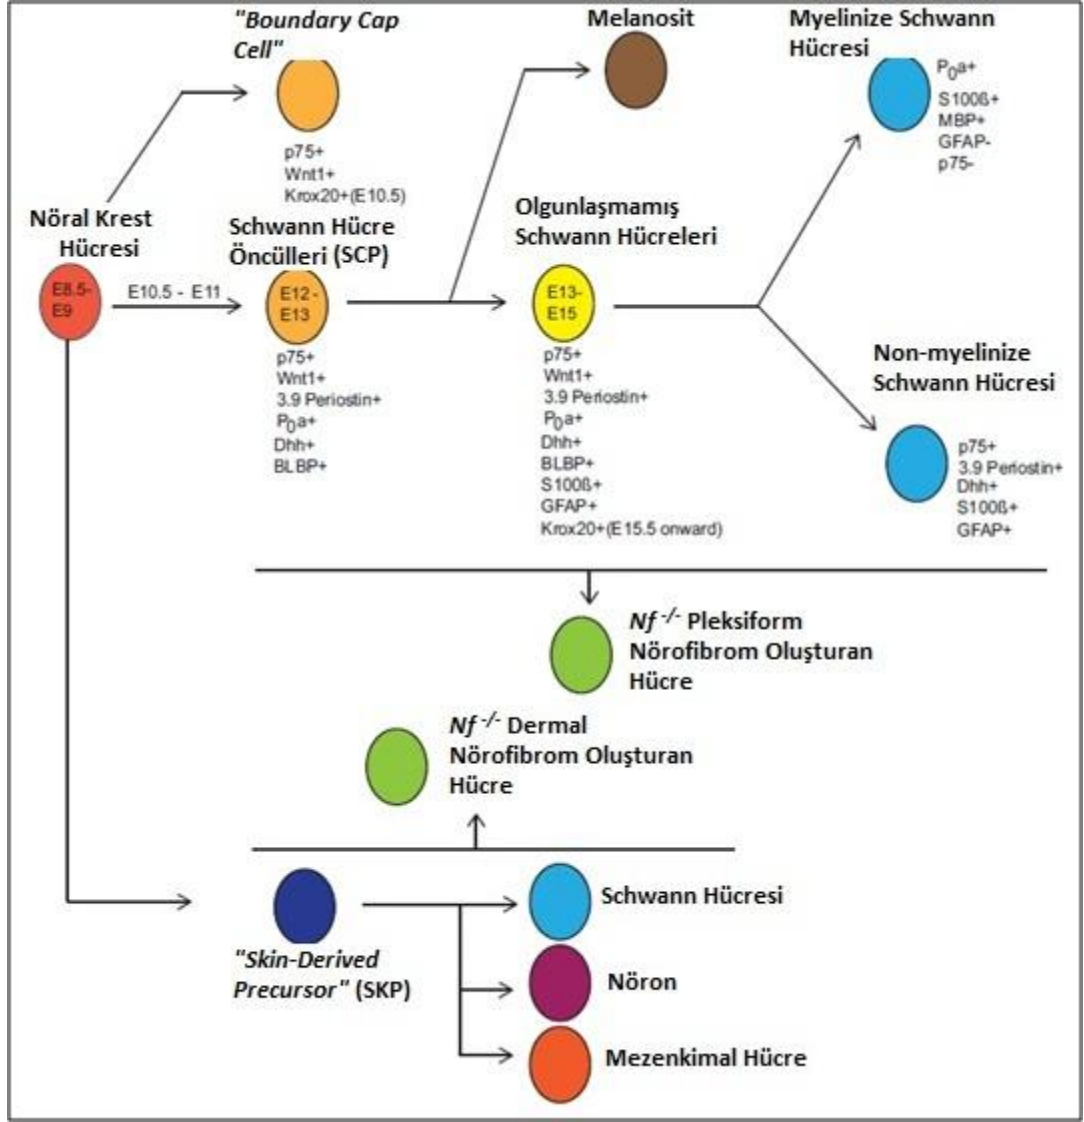 "Boundary Cap
Cell"
p75+
Wnt1+
Krox20+(E10.5)
Melanosit
Myelinize Schwann
Hücresi
P0a+
S100ß+
MBP+
GFAP-
p75-
Nöral Krest
Hücresi
E8.5-
E9
E10.5 - E11
Schwann Hücre
Öncülleri (SCP)
E12 -
E13
p75+
Wnt1+
3.9 Periostin+
P0a+
Dhh+
BLBP+
Olgunlaşmamış
Schwann Hücreleri
E13-
E15
p75+
Wnt1+
3.9 Periostin+
P0a+
Dhh+
BLBP+
S100ß+
GFAP+
Krox20+(E15.5 onward)
Non-myelinize
Schwann Hücresi
p75+
3.9 Periostin+
Dhh+
S100ß+
GFAP+
Nf -/- Pleksiform
Nörofibrom Oluşturan
Hücre
Nf -/- Dermal
Nörofibrom Oluşturan
Hücre
"Skin-Derived
Precursor" (SKP)
Schwann Hücresi
Nöron
Mezenkimal Hücre